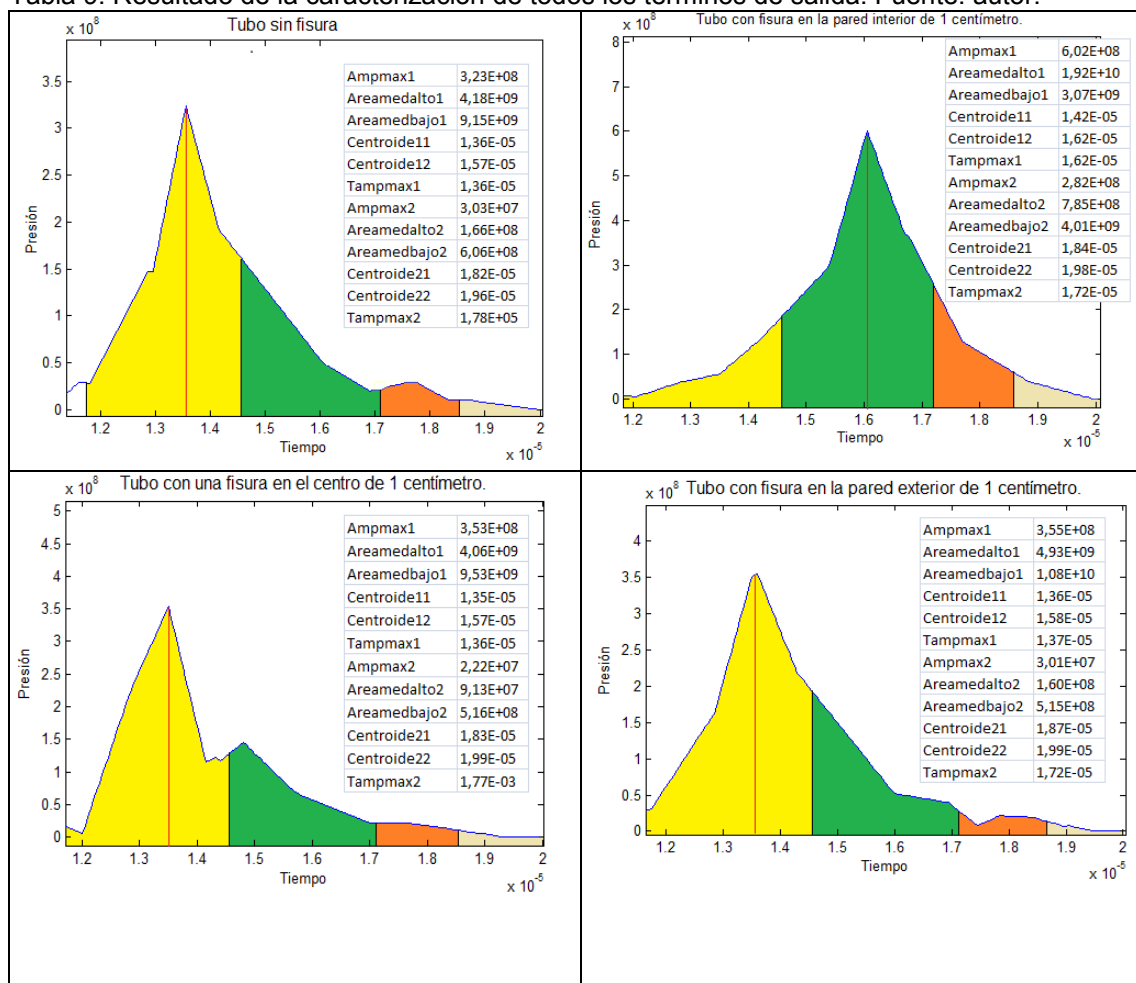 Tabla 9. Resultado de la caracterización de todos los términos de salida. Fuente: autor.
x 10^8
Tubo sin fisura
3.5
3
2.5
2
1.5
1
0.5
0
Presión
Ampmax1 3,23E+08
Areamedalto1 4,18E+09
Areamedbajo1 9,15E+09
Centroide11 1,36E-05
Centroide12 1,57E-05
Tampmax1 1,36E-05
Ampmax2 3,03E+07
Areamedalto2 1,66E+08
Areamedbajo2 6,06E+08
Centroide21 1,82E-05
Centroide22 1,96E-05
Tampmax2 1,78E+05
1.2 1.3 1.4 1.5 1.6 1.7 1.8 1.9 2
Tiempo
x 10^-5
x 10^8
Tubo con fisura en la pared interior de 1 centímetro.
8
7
6
5
4
3
2
1
0
Presión
Ampmax1 6,02E+08
Areamedalto1 1,92E+10
Areamedbajo1 3,07E+09
Centroide11 1,42E-05
Centroide12 1,62E-05
Tampmax1 1,62E-05
Ampmax2 2,82E+08
Areamedalto2 7,85E+08
Areamedbajo2 4,01E+09
Centroide21 1,84E-05
Centroide22 1,98E-05
Tampmax2 1,72E-05
1.2 1.3 1.4 1.5 1.6 1.7 1.8 1.9 2
Tiempo
x 10^-5
x 10^8
Tubo con una fisura en el centro de 1 centímetro.
5
4.5
4
3.5
3
2.5
2
1.5
1
0.5
0
Presión
Ampmax1 3,53E+08
Areamedalto1 4,06E+09
Areamedbajo1 9,53E+09
Centroide11 1,35E-05
Centroide12 1,57E-05
Tampmax1 1,36E-05
Ampmax2 2,22E+07
Areamedalto2 9,13E+07
Areamedbajo2 5,16E+08
Centroide21 1,83E-05
Centroide22 1,99E-05
Tampmax2 1,77E-03
1.2 1.3 1.4 1.5 1.6 1.7 1.8 1.9 2
Tiempo
x 10^-5
x 10^8
Tubo con fisura en la pared exterior de 1 centímetro.
4
3.5
3
2.5
2
1.5
1
0.5
0
Presión
Ampmax1 3,55E+08
Areamedalto1 4,93E+09
Areamedbajo1 1,08E+10
Centroide11 1,36E-05
Centroide12 1,58E-05
Tampmax1 1,37E-05
Ampmax2 3,01E+07
Areamedalto2 1,60E+08
Areamedbajo2 5,15E+08
Centroide21 1,87E-05
Centroide22 1,99E-05
Tampmax2 1,72E-05
1.2 1.3 1.4 1.5 1.6 1.7 1.8 1.9 2
Tiempo
x 10^-5